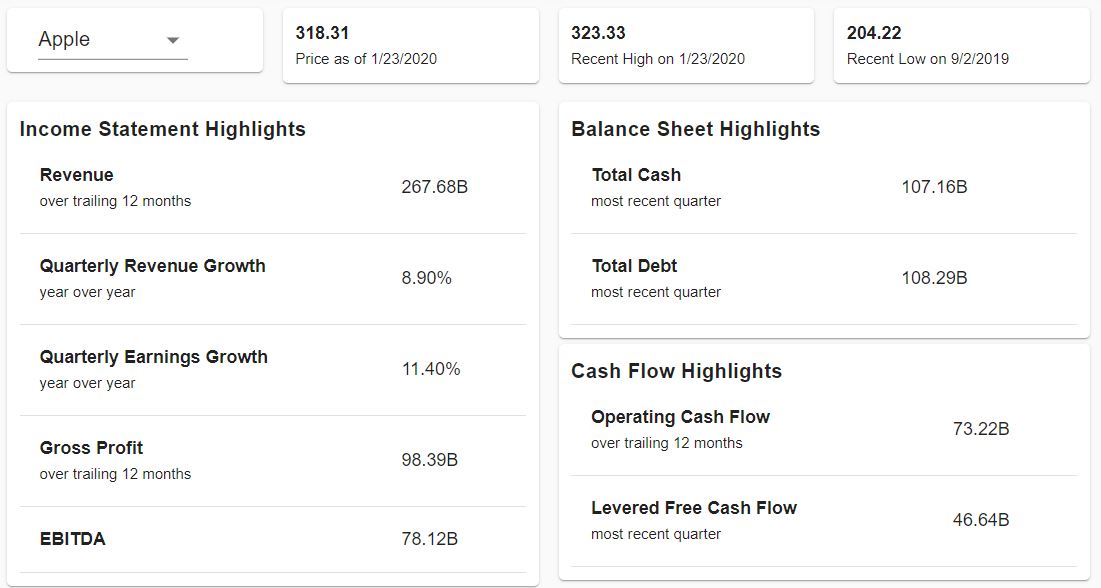 Apple
318.31
Price as of 1/23/2020
323.33
Recent High on 1/23/2020
204.22
Recent Low on 9/2/2019
Income Statement Highlights
Revenue
over trailing 12 months
267.68B
Quarterly Revenue Growth
year over year
8.90%
Quarterly Earnings Growth
year over year
11.40%
Gross Profit
over trailing 12 months
98.39B
EBITDA
78.12B
Balance Sheet Highlights
Total Cash
most recent quarter
107.16B
Total Debt
most recent quarter
108.29B
Cash Flow Highlights
Operating Cash Flow
over trailing 12 months
73.22B
Levered Free Cash Flow
most recent quarter
46.64B